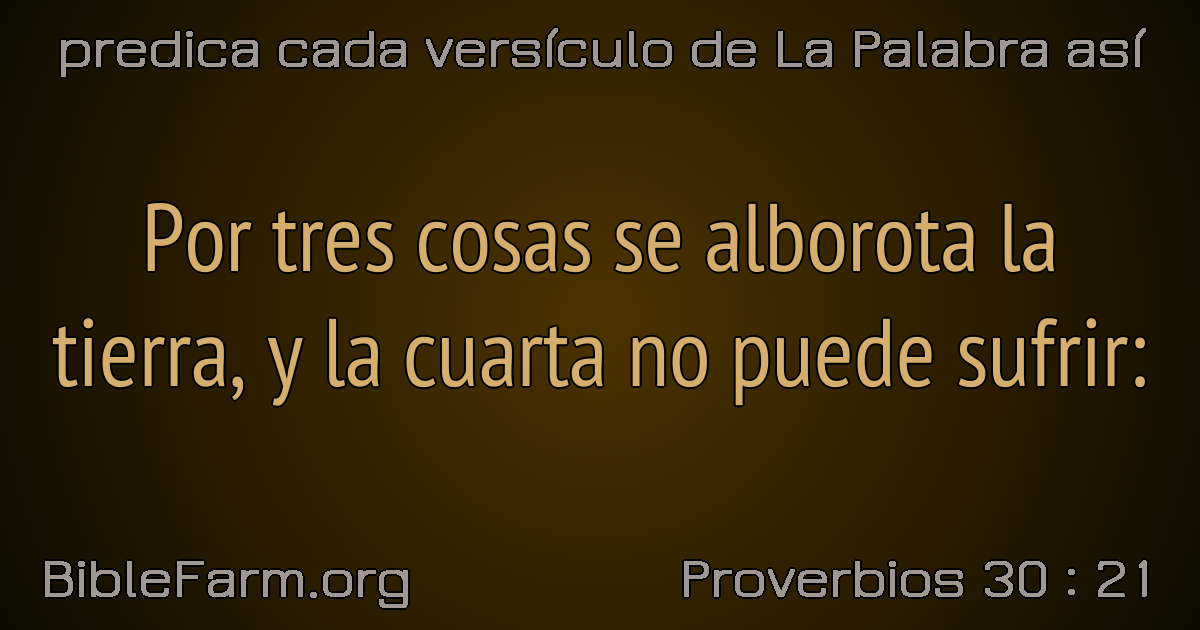 predica cada versículo de La Palabra así
Por tres cosas se alborota la
tierra, y la cuarta no puede sufrir:
BibleFarm.org
Proverbios 30 : 21